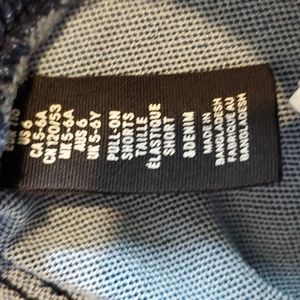 US 6
CA 5-6A
CN 120/53
MX 5-6A
AUS 6
UK 5-6Y
PULL-ON
SHORTS
TAILLE
ÉLASTIQUE
SHORT
&DENIM
MADE IN
BANGLADESH
FABRIQUÉ AU
BANGLADESH